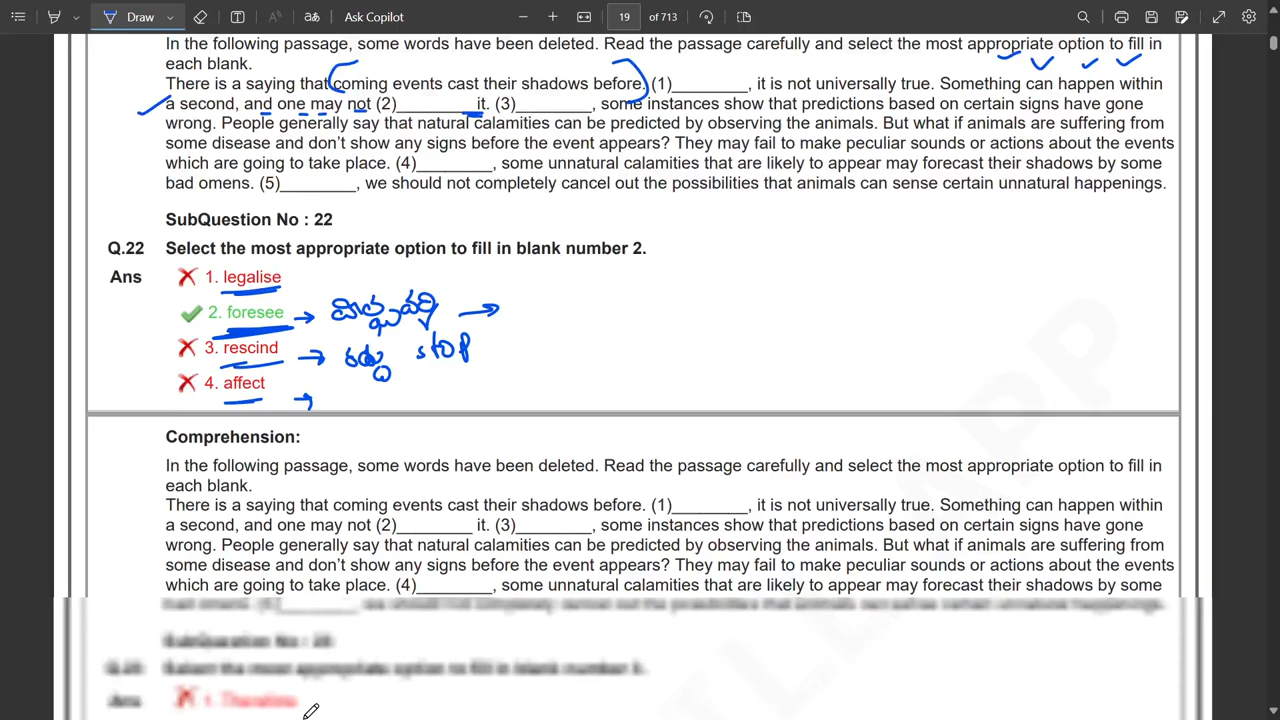 Draw
Ask Copilot
19 of 713
In the following passage, some words have been deleted. Read the passage carefully and select the most appropriate option to fill in
each blank.
There is a saying that coming events cast their shadows before. (1)________, it is not universally true. Something can happen within
a second, and one may not (2)________ it. (3)________, some instances show that predictions based on certain signs have gone
wrong. People generally say that natural calamities can be predicted by observing the animals. But what if animals are suffering from
some disease and don't show any signs before the event appears? They may fail to make peculiar sounds or actions about the events
which are going to take place. (4)________, some unnatural calamities that are likely to appear may forecast their shadows by some
bad omens. (5)________, we should not completely cancel out the possibilities that animals can sense certain unnatural happenings.
SubQuestion No : 22
Q.22 Select the most appropriate option to fill in blank number 2.
Ans 1. legalise
2. foresee
3. rescind stop
4. affect
Comprehension:
In the following passage, some words have been deleted. Read the passage carefully and select the most appropriate option to fill in
each blank.
There is a saying that coming events cast their shadows before. (1)________, it is not universally true. Something can happen within
a second, and one may not (2)________ it. (3)________, some instances show that predictions based on certain signs have gone
wrong. People generally say that natural calamities can be predicted by observing the animals. But what if animals are suffering from
some disease and don't show any signs before the event appears? They may fail to make peculiar sounds or actions about the events
which are going to take place. (4)________, some unnatural calamities that are likely to appear may forecast their shadows by some